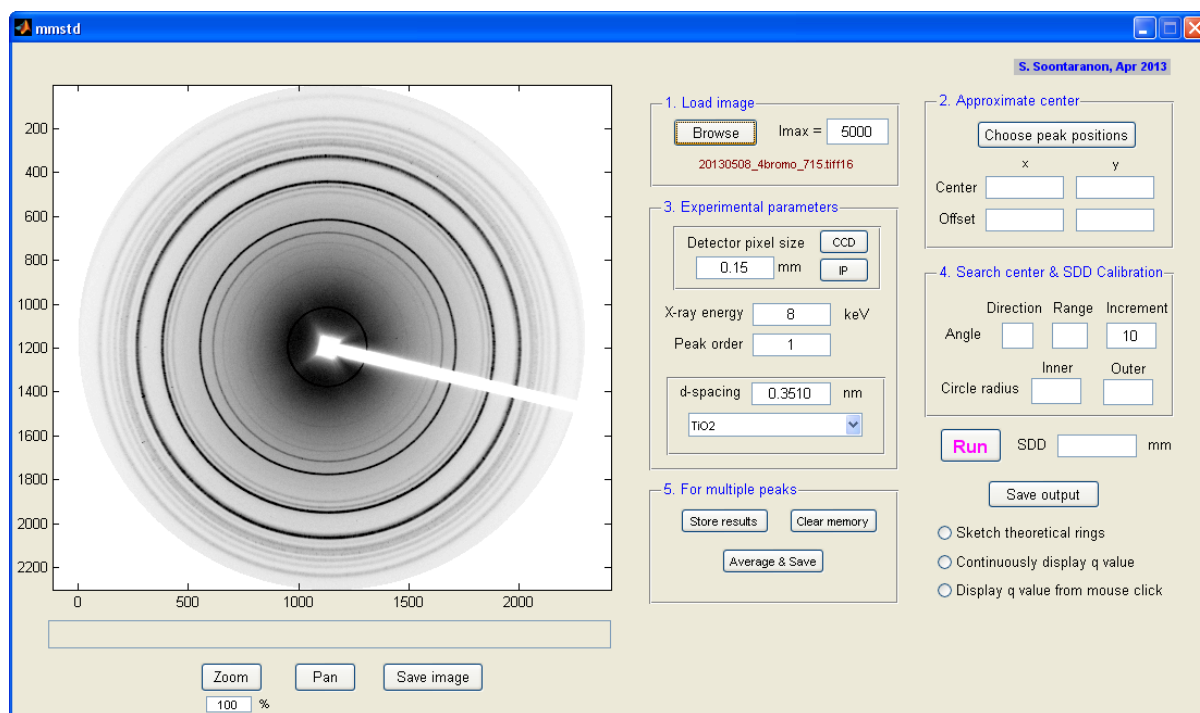 mmstd
S. Soontaranon, Apr 2013
200
400
600
800
1000
1200
1400
1600
1800
2000
2200
0
500
1000
1500
2000
Zoom
Pan
Save image
100 %
1. Load image
Browse Imax = 5000
20130508_4bromo_715.tiff16
3. Experimental parameters
Detector pixel size CCD
0.15 mm IP
X-ray energy 8 keV
Peak order 1
d-spacing 0.3510 nm
TiO2
5. For multiple peaks
Store results Clear memory
Average & Save
2. Approximate center
Choose peak positions
x y
Center
Offset
4. Search center & SDD Calibration
Direction Range Increment
Angle 10
Inner Outer
Circle radius
Run SDD mm
Save output
Sketch theoretical rings
Continuously display q value
Display q value from mouse click